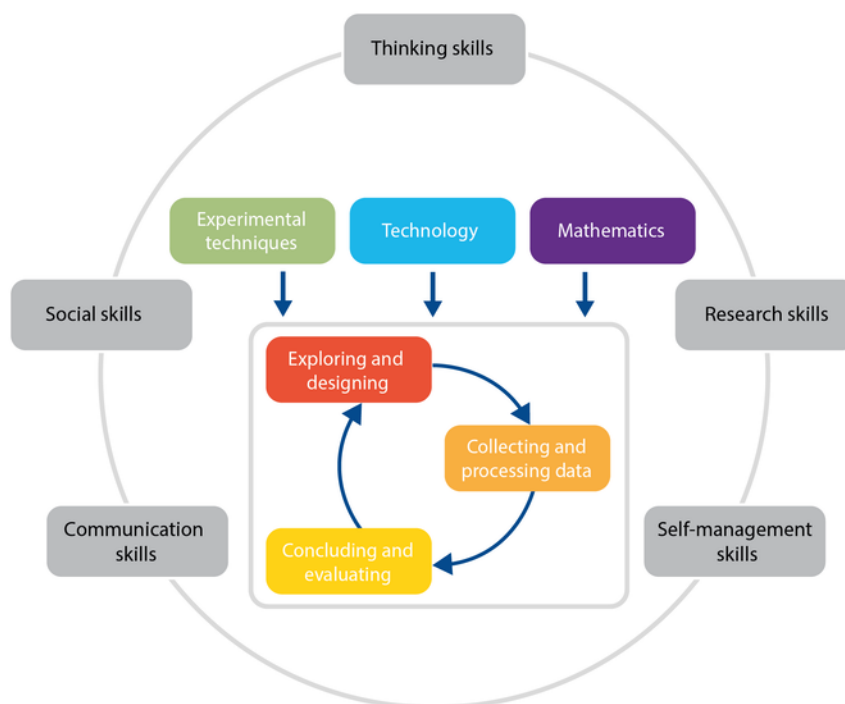 Thinking skills
Experimental
techniques
Technology
Mathematics
Social skills
Research skills
Exploring and
designing
Collecting and
processing data
Communication
skills
Self-management
skills
Concluding and
evaluating